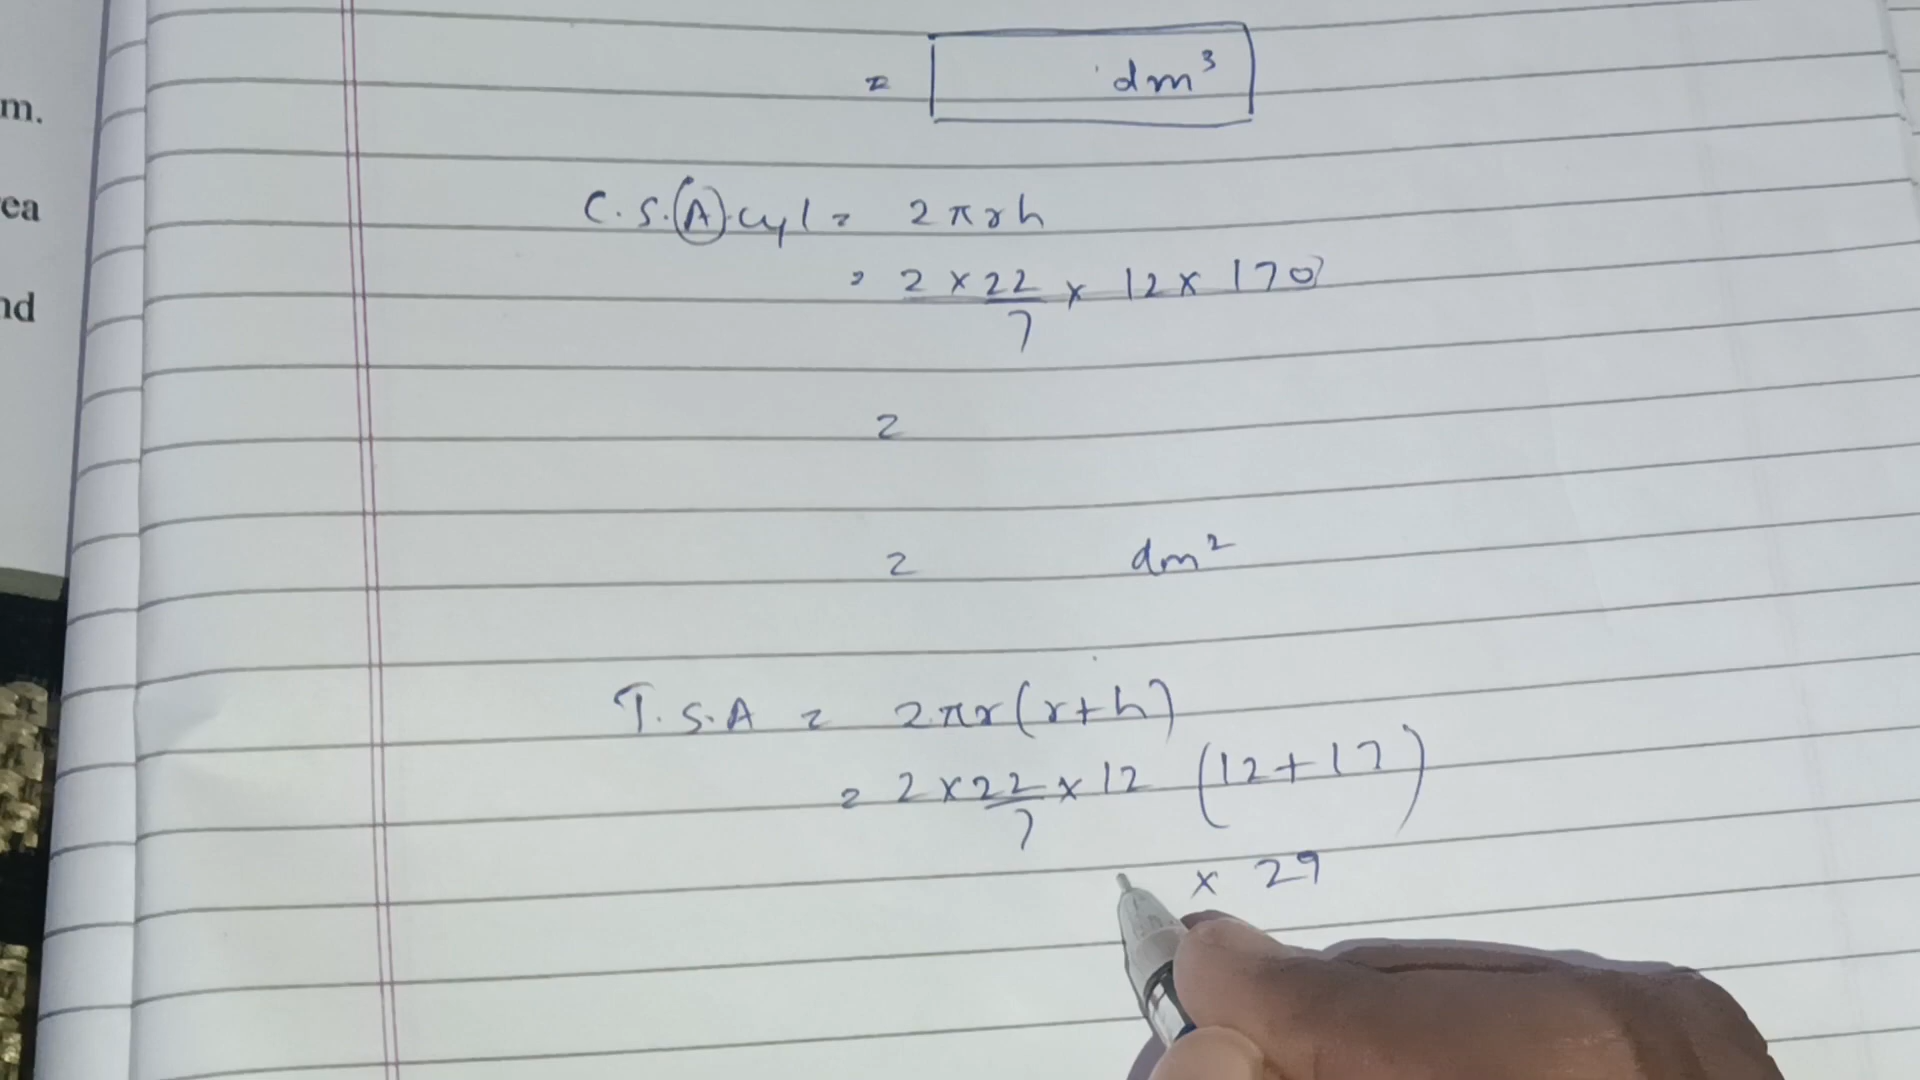 m.
ea
nd
= dm³
C.S.A.cyl = 2πrh
= 2 × 22/7 × 12 × 170
=
= dm²
T.S.A = 2πr(r+h)
= 2 × 22/7 × 12 (12+17)
× 29